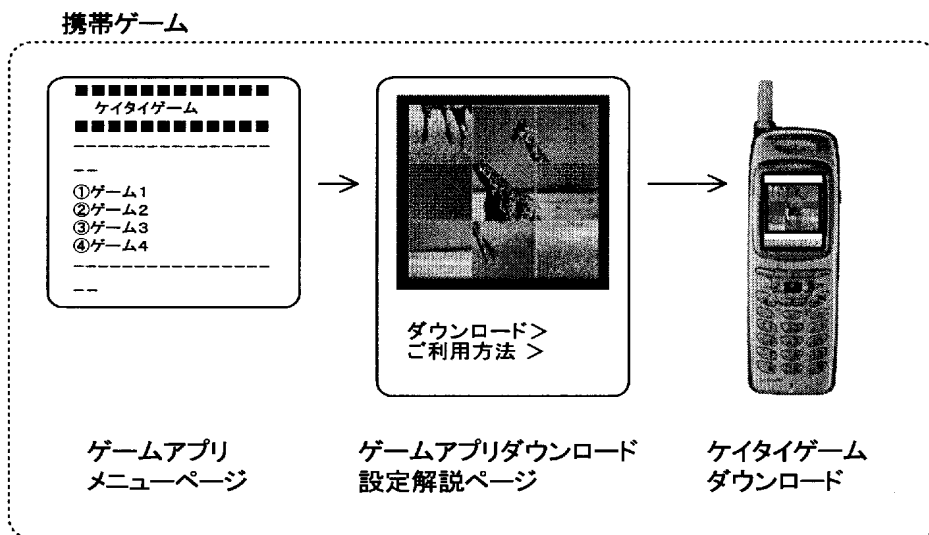 携帯ゲーム
■■■■■■■■■■■■
ケイタイゲーム
■■■■■■■■■■■■
-----------------
--
①ゲーム1
②ゲーム2
③ゲーム3
④ゲーム4
-----------------
--
ダウンロード>
ご利用方法 >
ゲームアプリ
メニューページ
ゲームアプリダウンロード
設定解説ページ
ケイタイゲーム
ダウンロード